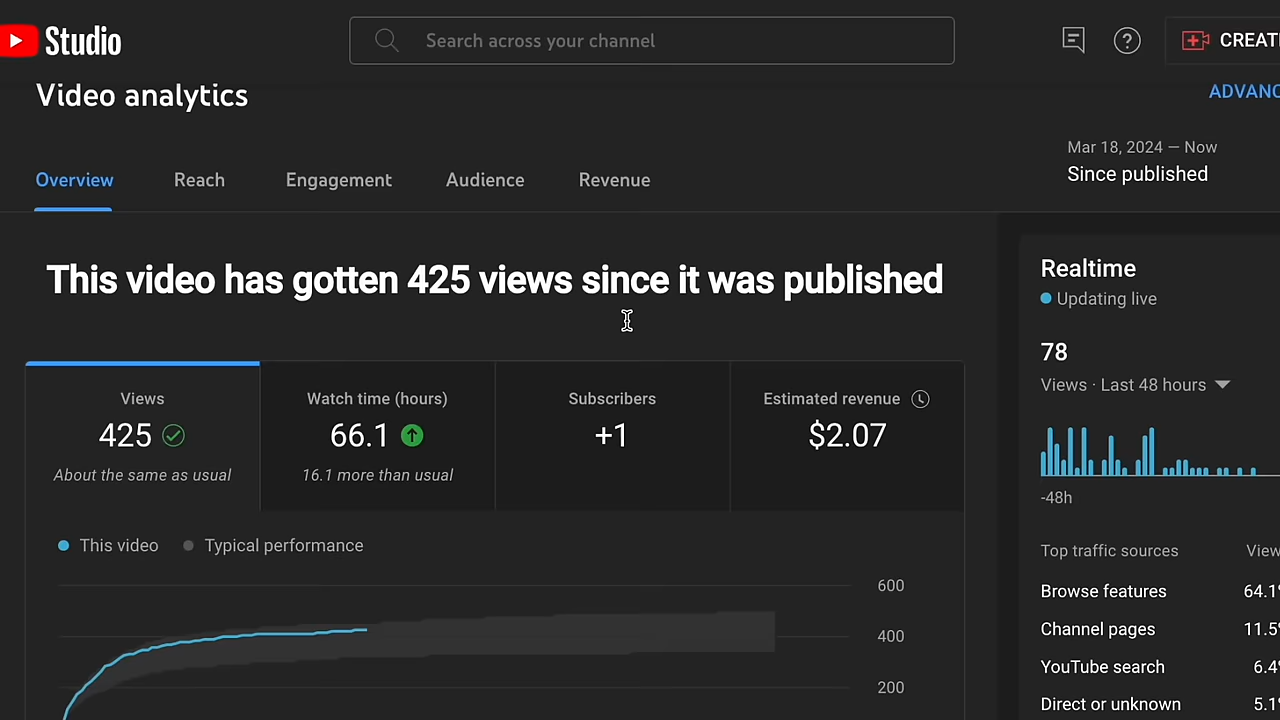 Studio
Search across your channel
CREAT
Video analytics
ADVANC
Mar 18, 2024 — Now
Since published
Overview Reach Engagement Audience Revenue
This video has gotten 425 views since it was published
Realtime
Updating live
78
Views · Last 48 hours
-48h
Views
425
About the same as usual
Watch time (hours)
66.1
16.1 more than usual
Subscribers
+1
Estimated revenue
$2.07
This video Typical performance
600
400
200
Top traffic sources View
Browse features 64.1%
Channel pages 11.5%
YouTube search 6.4
Direct or unknown 5.1